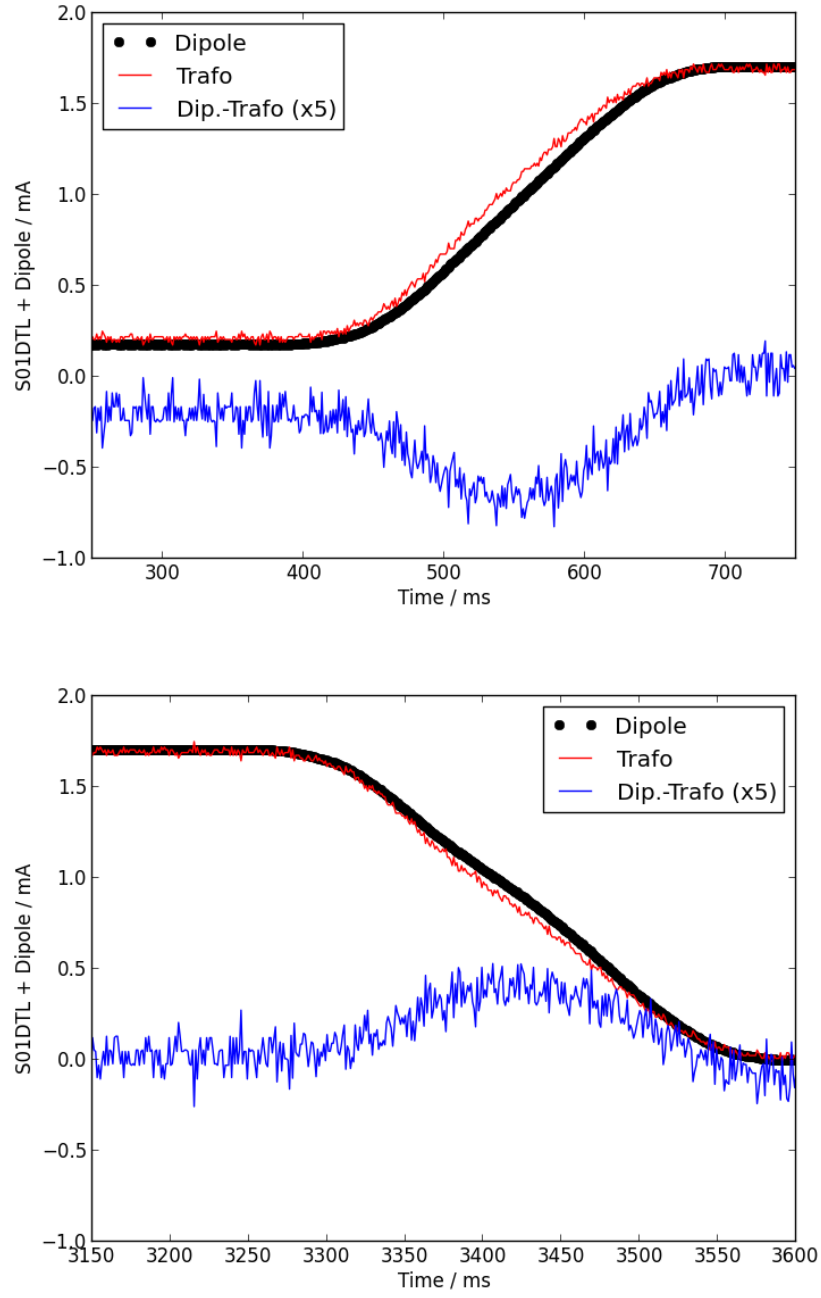 2.0
1.5
1.0
0.5
0.0
−0.5
−1.0
S01DTL + Dipole / mA
Dipole
Trafo
Dip.-Trafo (x5)
300 400 500 600 700
Time / ms
2.0
1.5
1.0
0.5
0.0
−0.5
−1.0
S01DTL + Dipole / mA
Dipole
Trafo
Dip.-Trafo (x5)
3150 3200 3250 3300 3350 3400 3450 3500 3550 3600
Time / ms